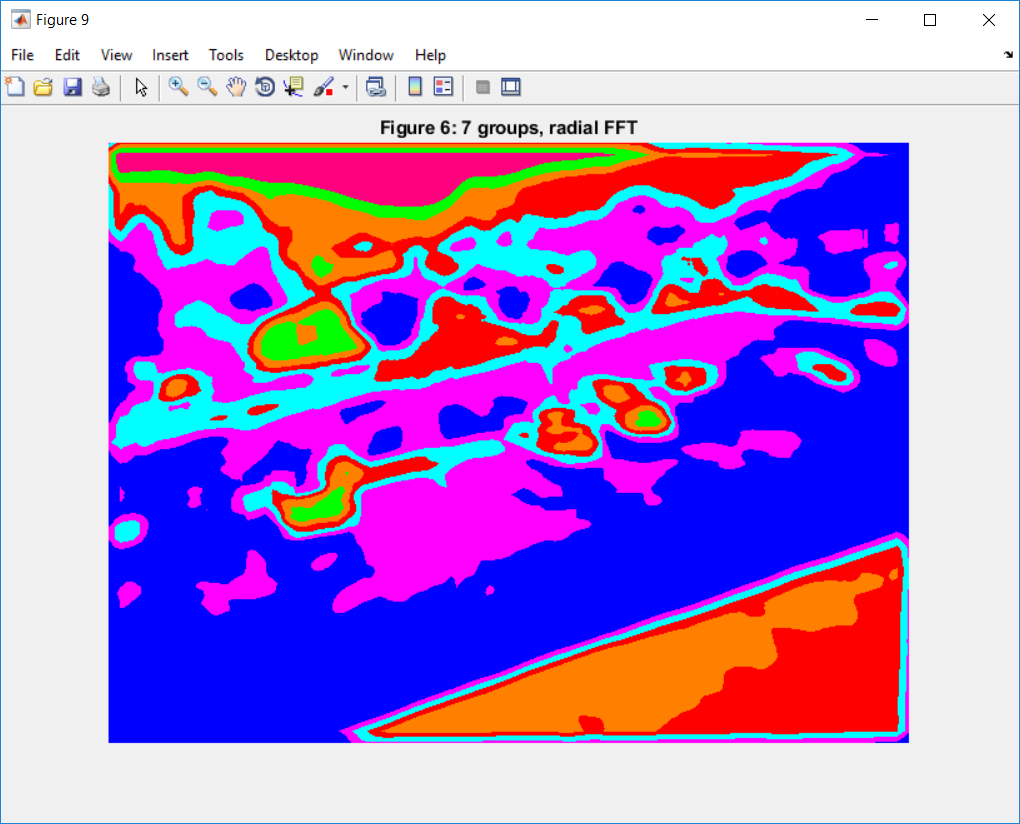 Figure 9
File Edit View Insert Tools Desktop Window Help
Figure 6: 7 groups, radial FFT